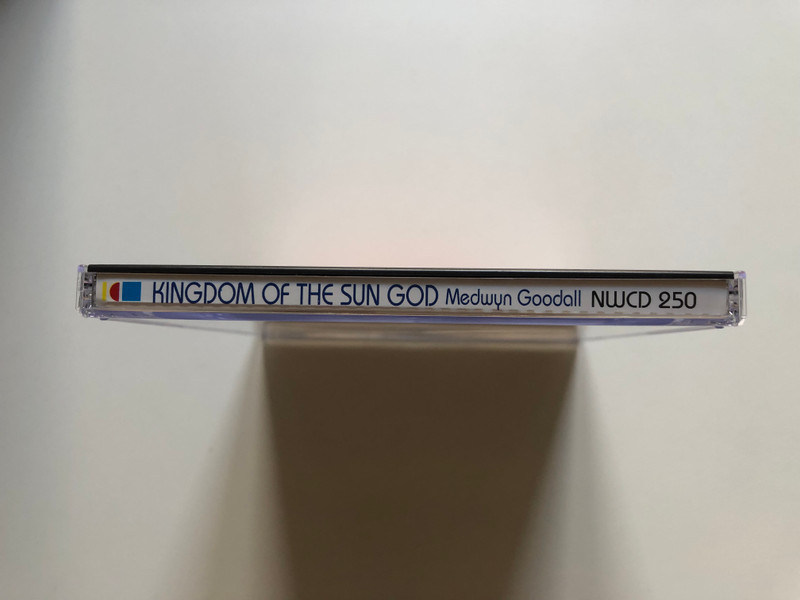 KINGDOM OF THE SUN GOD Medwyn Goodall NWCD 250